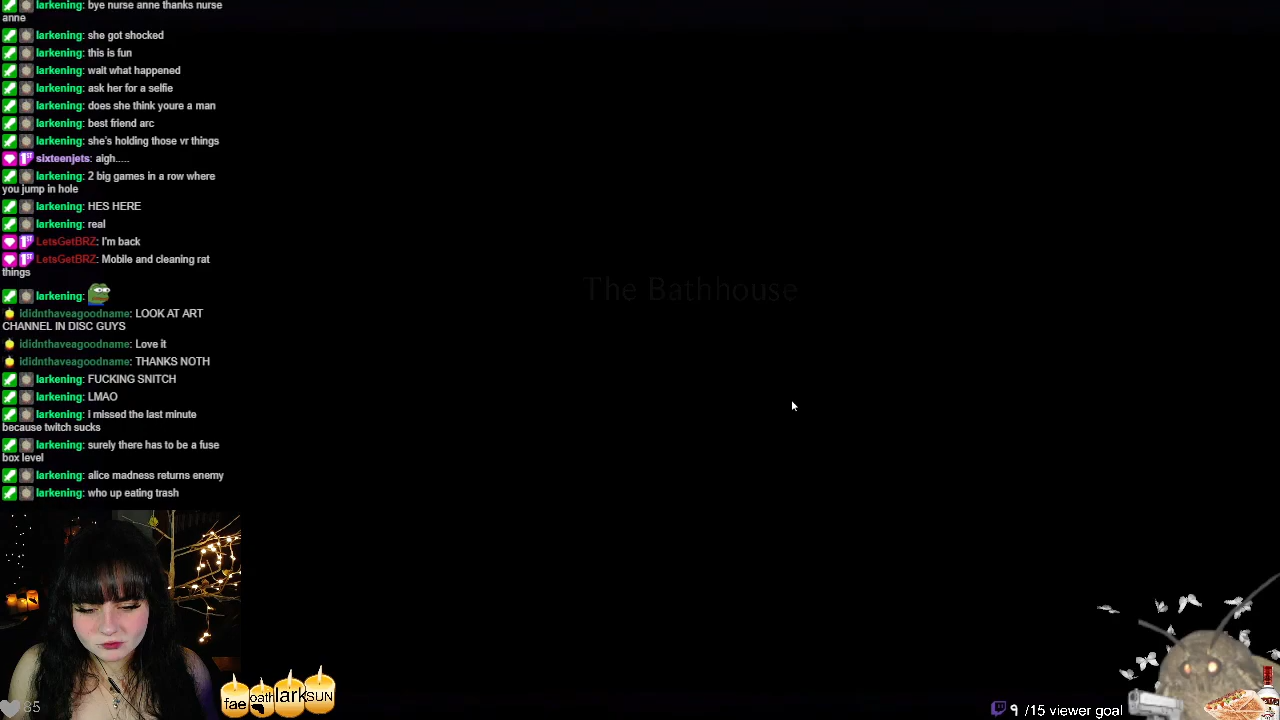 larkening: bye nurse anne thanks nurse
anne
larkening: she got shocked
larkening: this is fun
larkening: wait what happened
larkening: ask her for a selfie
larkening: does she think youre a man
larkening: best friend arc
larkening: she's holding those vr things
sixteenjets: aigh.....
larkening: 2 big games in a row where
you jump in hole
larkening: HES HERE
larkening: real
LetsGetBRZ: I'm back
LetsGetBRZ: Mobile and cleaning rat
things
larkening:
ididnthaveagoodname: LOOK AT ART
CHANNEL IN DISC GUYS
ididnthaveagoodname: Love it
ididnthaveagoodname: THANKS NOTH
larkening: FUCKING SNITCH
larkening: LMAO
larkening: I missed the last minute
because twitch sucks
larkening: surely there has to be a fuse
box level
larkening: alice madness returns enemy
larkening: who up eating trash
The Bathhouse
85
fae oath lark SUN
9 /15 viewer goal